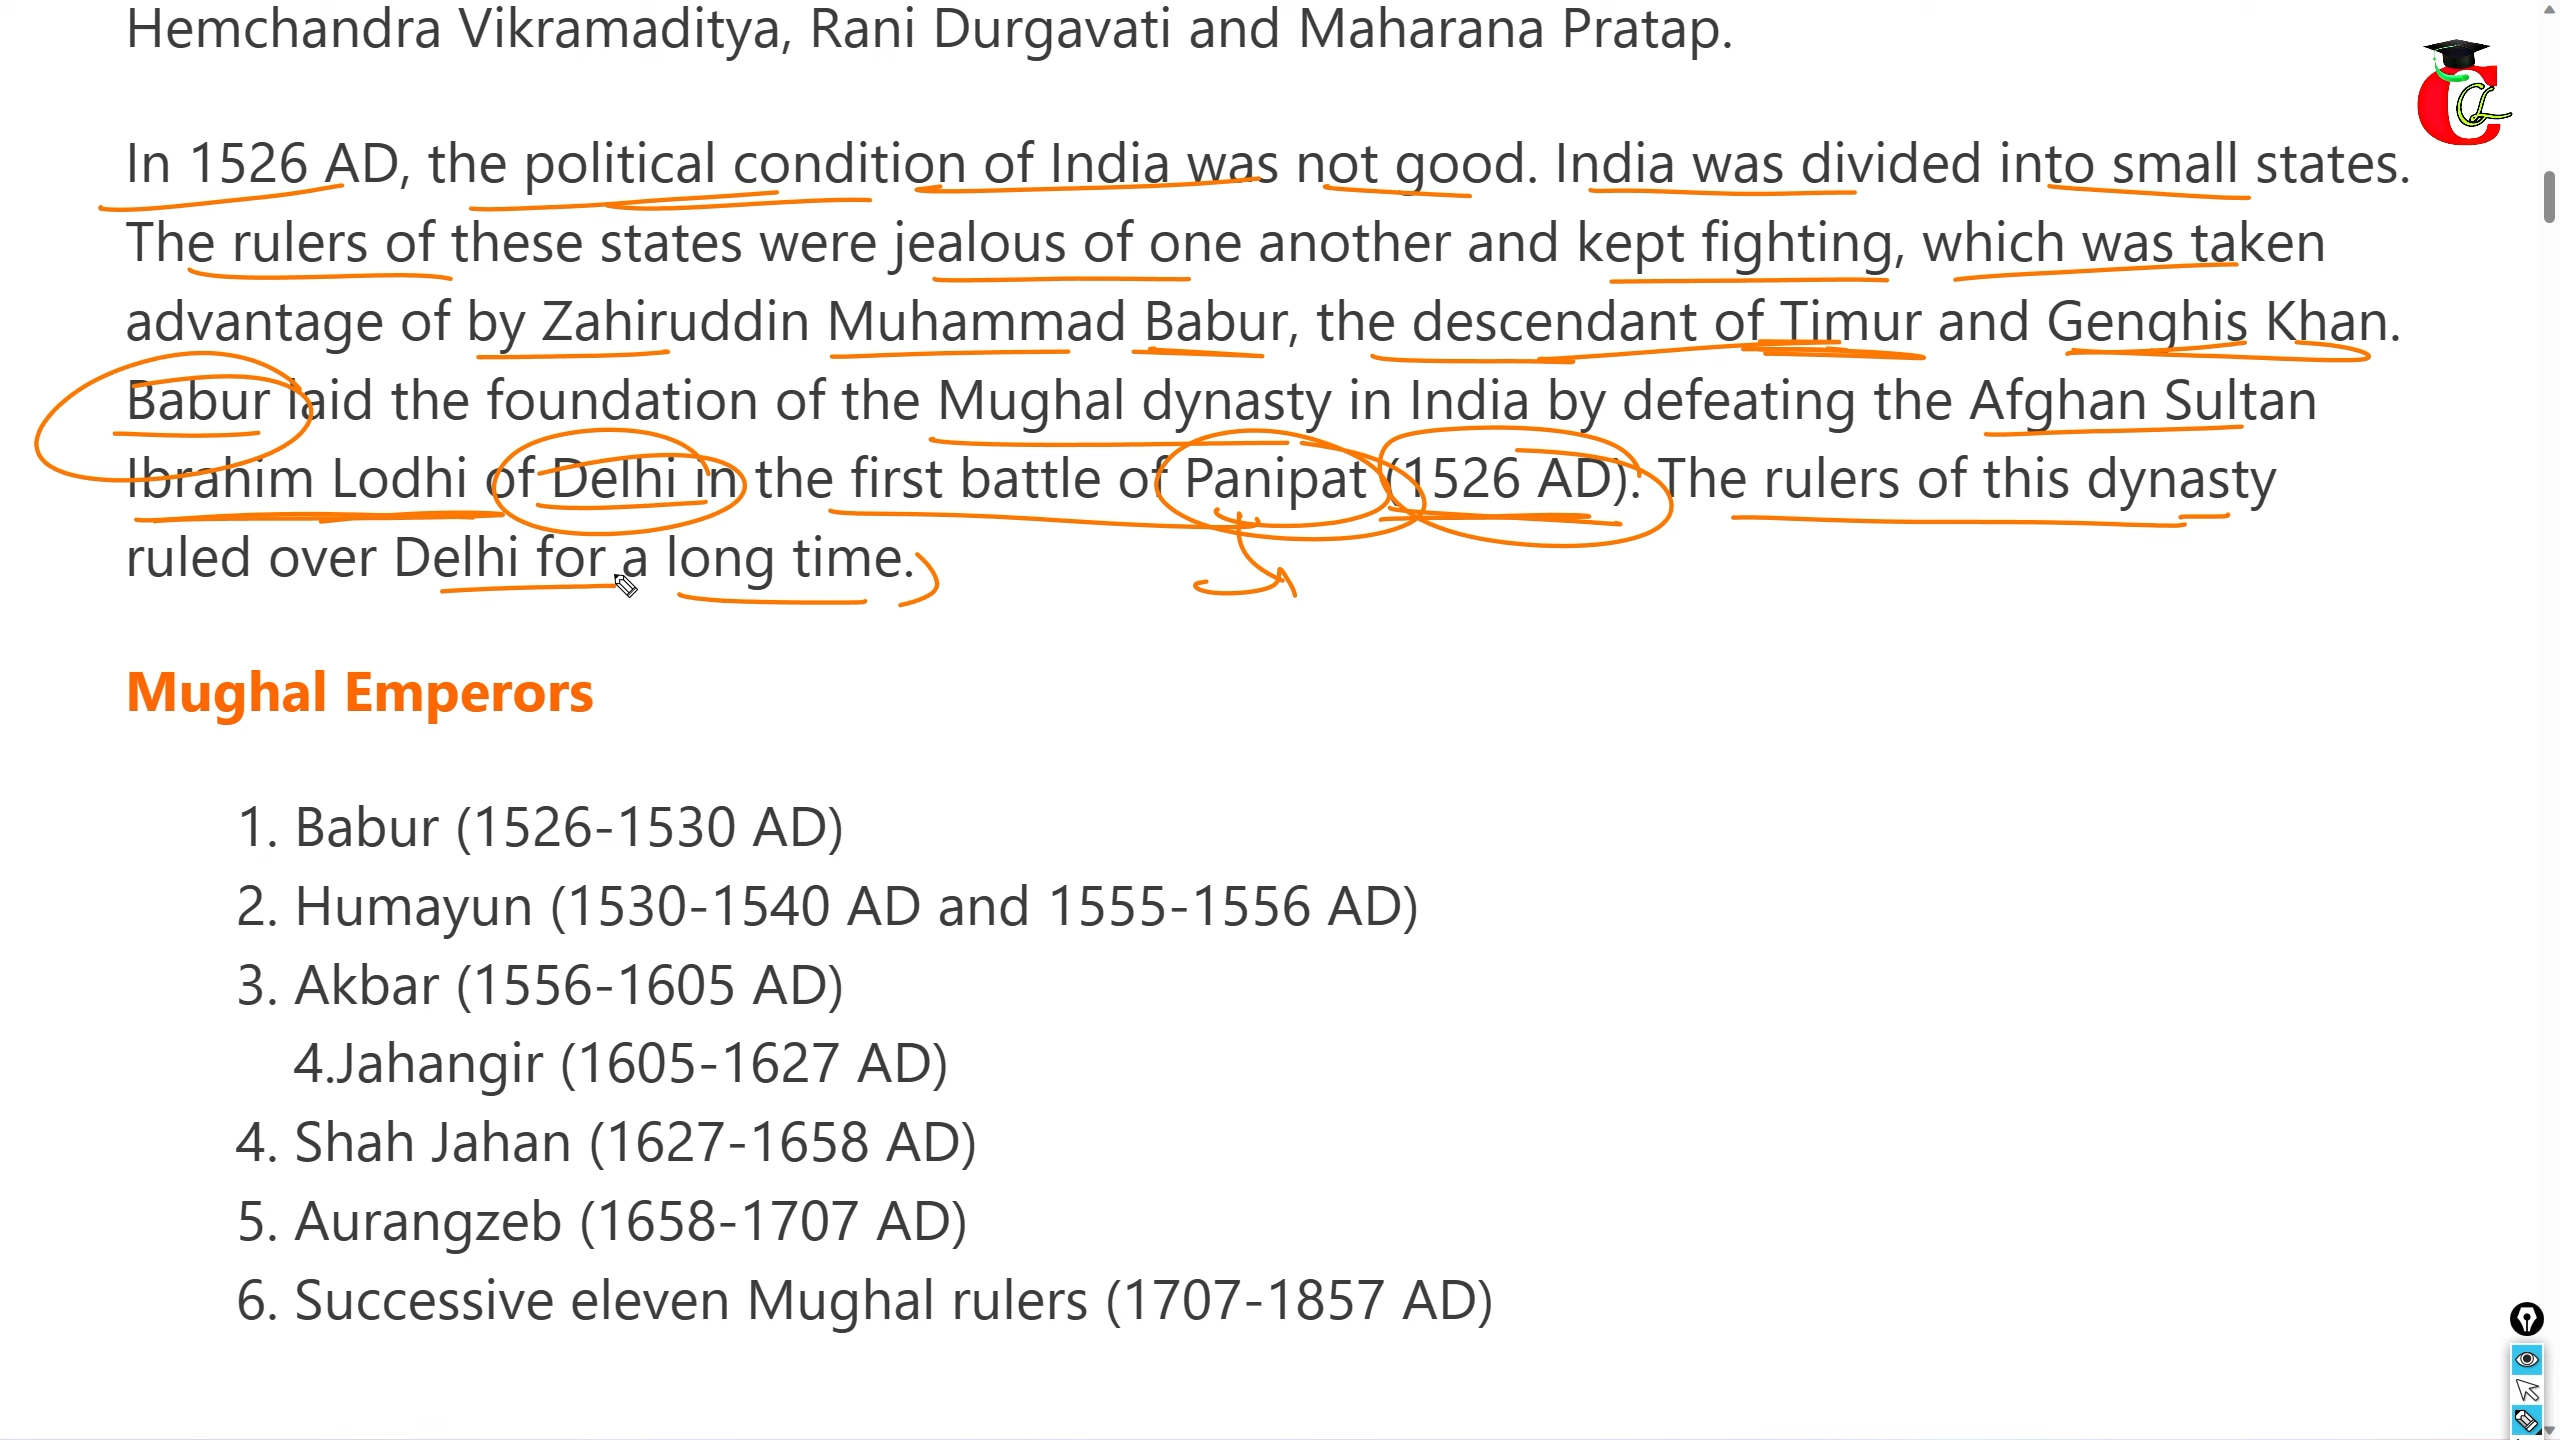 Hemchandra Vikramaditya, Rani Durgavati and Maharana Pratap.
In 1526 AD, the political condition of India was not good. India was divided into small states.
The rulers of these states were jealous of one another and kept fighting, which was taken
advantage of by Zahiruddin Muhammad Babur, the descendant of Timur and Genghis Khan.
Babur laid the foundation of the Mughal dynasty in India by defeating the Afghan Sultan
Ibrahim Lodhi of Delhi in the first battle of Panipat (1526 AD). The rulers of this dynasty
ruled over Delhi for a long time.
Mughal Emperors
1. Babur (1526-1530 AD)
2. Humayun (1530-1540 AD and 1555-1556 AD)
3. Akbar (1556-1605 AD)
4.Jahangir (1605-1627 AD)
4. Shah Jahan (1627-1658 AD)
5. Aurangzeb (1658-1707 AD)
6. Successive eleven Mughal rulers (1707-1857 AD)